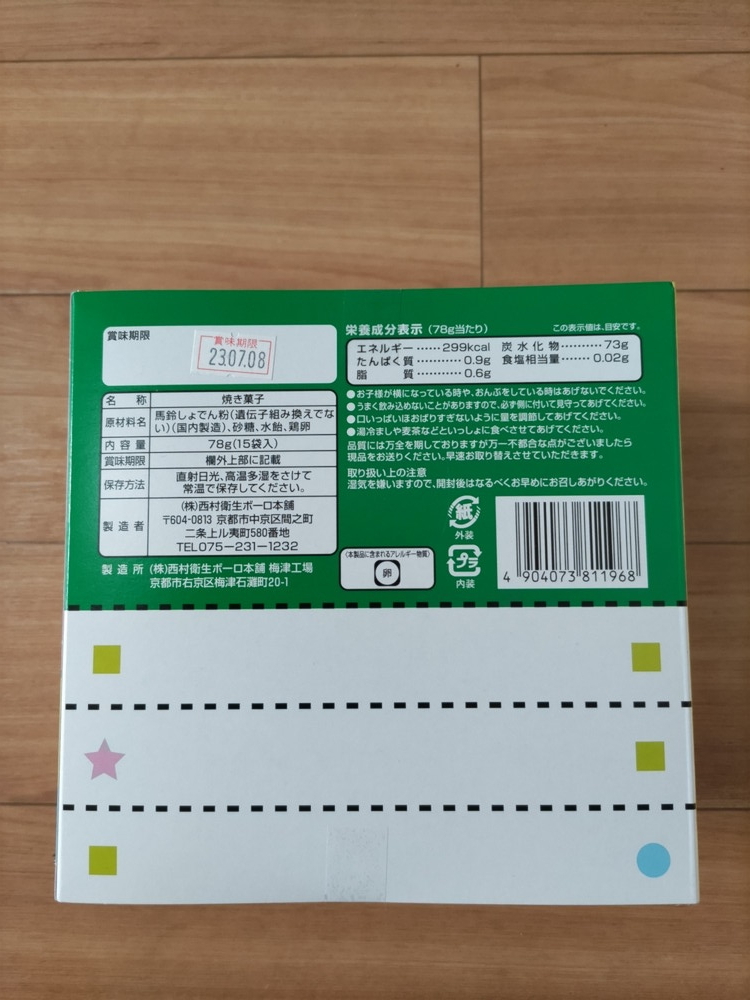 賞味期限
賞味期限
23.07.08
名称 焼き菓子
原材料名 馬鈴しょでん粉(遺伝子組み換えでな
い)(国内製造)、砂糖、水飴、鶏卵
内容量 78g(15袋入)
賞味期限 欄外上部に記載
保存方法 直射日光、高温多湿をさけて
常温で保存してください。
製造者 (株)西村衛生ボーロ本舗
〒604-0813 京都市中京区間之町
二条上ル夷町580番地
TEL075-231-1232
製造所 (株)西村衛生ボーロ本舗 梅津工場
京都市右京区梅津石灘町20-1
栄養成分表示(78g当たり) この表示値は、目安です。
エネルギー……299kcal 炭水化物………73g
たんぱく質………0.9g 食塩相当量………0.02g
脂質………0.6g
●お子様が横になっている時や、おんぶをしている時はあげないでください。
●うまく飲み込めないことがありますので、必ず側に付いて見守ってあげてください。
●口いっぱいほおばりすぎないように量を調節してあげてください。
●湯冷ましや麦茶などといっしょに食べさせてあげてください。
品質には万全を期しておりますが万一不都合な点がございましたら
現品をお送りください。早速お取り替えさせていただきます。
取り扱い上の注意
湿気を嫌いますので、開封後はなるべくお早めにお召しあがりください。
(本製品に含まれるアレルギー物質)
卵
紙
外装
プラ
内装
4 904073 811968